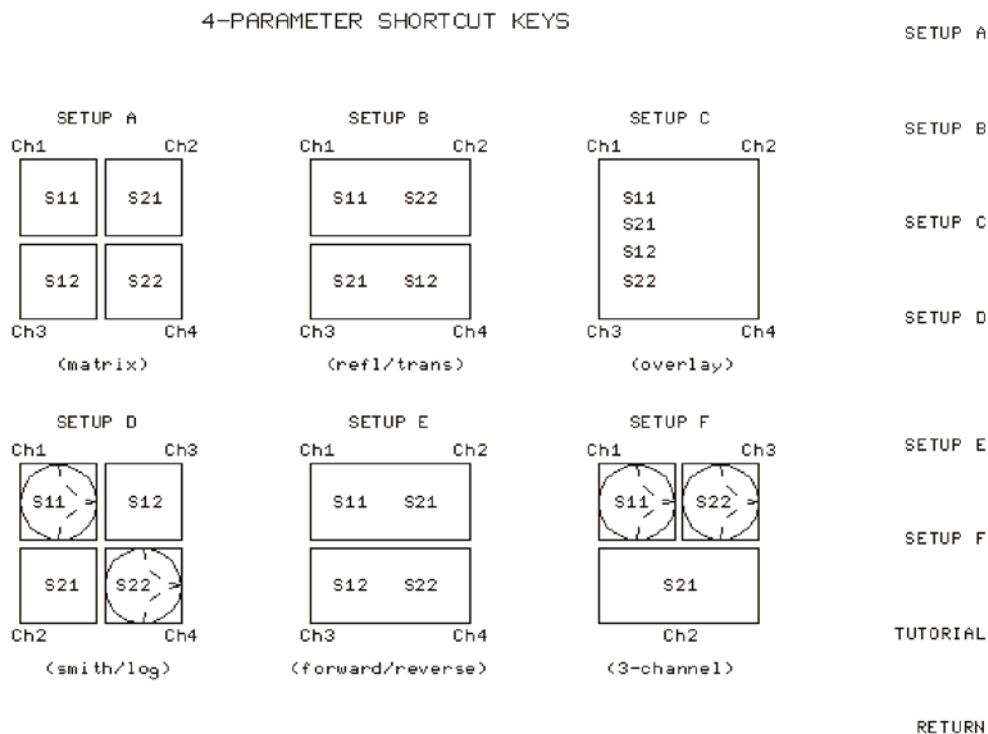 4-PARAMETER SHORTCUT KEYS
SETUP A
SETUP B
SETUP C
Ch1 Ch2
Ch1 Ch2
Ch1 Ch2
S11 S21
S11 S22
S11
S21
S12 S22
S21 S12
S12
S22
Ch3 Ch4
Ch3 Ch4
Ch3 Ch4
(matrix)
(refl/trans)
(overlay)
SETUP D
SETUP E
SETUP F
Ch1 Ch3
Ch1 Ch2
Ch1 Ch3
S11 S12
S11 S21
S11 S22
S21 S22
S12 S22
S21
Ch2 Ch4
Ch3 Ch4
Ch2
(smith/log)
(forward/reverse)
(3-channel)
SETUP A
SETUP B
SETUP C
SETUP D
SETUP E
SETUP F
TUTORIAL
RETURN